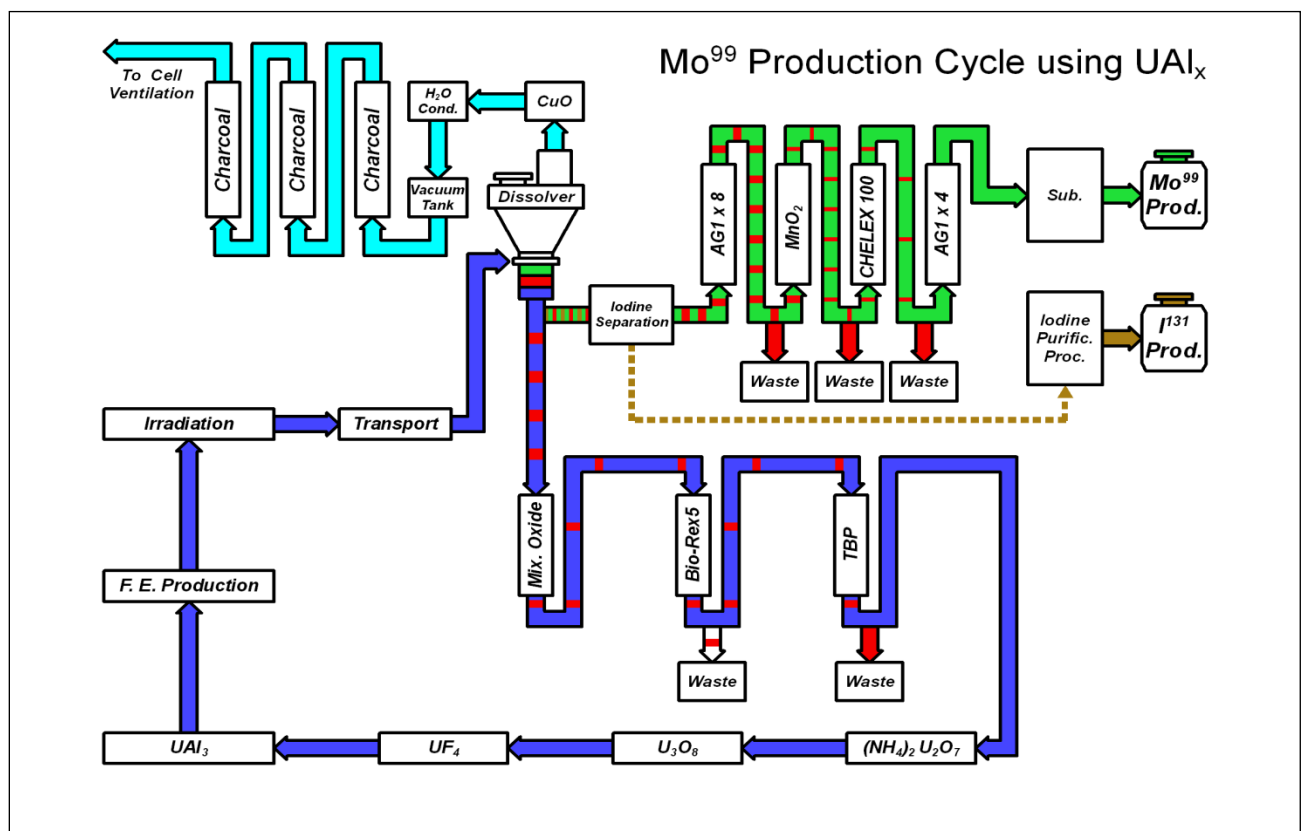 Mo⁹⁹ Production Cycle using UAlₓ
To Cell
Ventilation
Charcoal
Charcoal
Charcoal
H₂O
Cond.
CuO
Vacuum
Tank
Dissolver
AG1 x 8
MnO₂
CHELEX 100
AG1 x 4
Sub.
Mo⁹⁹
Prod.
Iodine
Separation
Iodine
Purific.
Proc.
I¹³¹
Prod.
Waste
Waste
Waste
Irradiation
Transport
Mix. Oxide
Bio-Rex5
TBP
F. E. Production
Waste
Waste
UAl₃
UF₄
U₃O₈
(NH₄)₂ U₂O₇